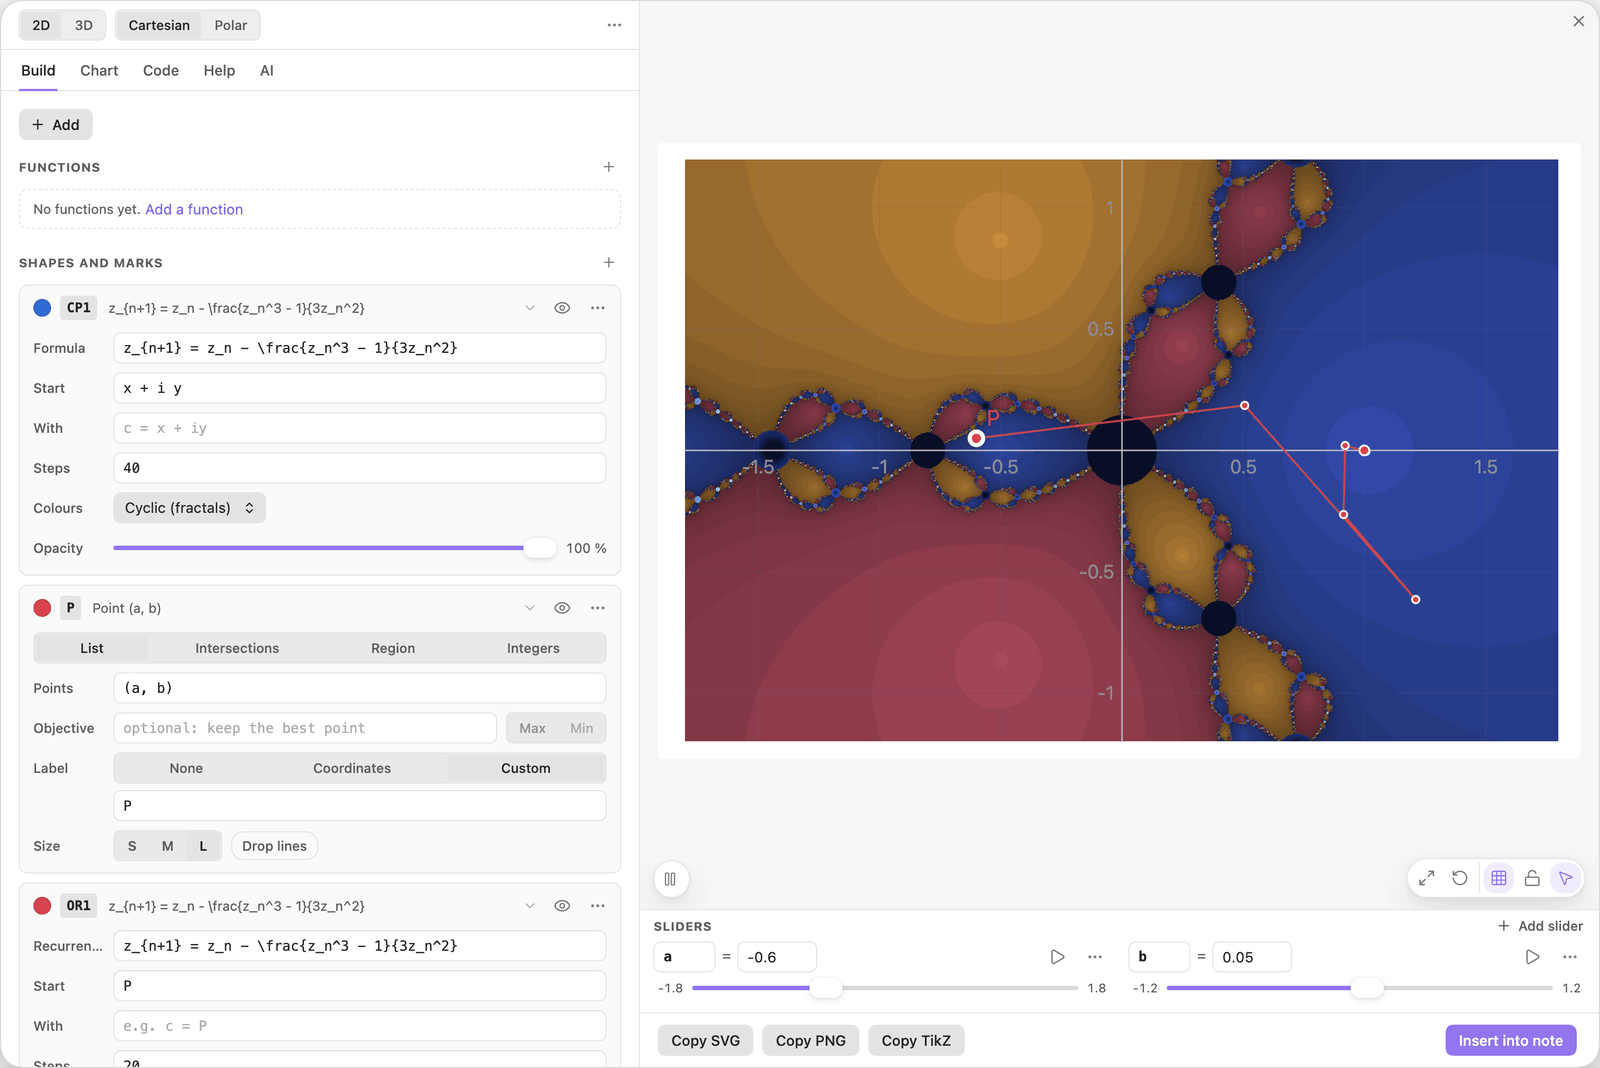 2D 3D Cartesian Polar
Build Chart Code Help AI
+ Add
FUNCTIONS
No functions yet. Add a function
SHAPES AND MARKS
CP1 z_{n+1} = z_n - \frac{z_n^3 - 1}{3z_n^2}
Formula z_{n+1} = z_n - \frac{z_n^3 - 1}{3z_n^2}
Start x + i y
With c = x + iy
Steps 40
Colours Cyclic (fractals)
Opacity 100 %
P Point (a, b)
List Intersections Region Integers
Points (a, b)
Objective optional: keep the best point Max Min
Label None Coordinates Custom
P
Size S M L Drop lines
OR1 z_{n+1} = z_n - \frac{z_n^3 - 1}{3z_n^2}
Recurren... z_{n+1} = z_n - \frac{z_n^3 - 1}{3z_n^2}
Start P
With e.g. c = P
Steps 20
1
0.5
P
-1.5 -1 -0.5 0.5 1.5
-0.5
-1
SLIDERS + Add slider
a = -0.6 b = 0.05
-1.8 1.8 -1.2 1.2
Copy SVG Copy PNG Copy TikZ Insert into note